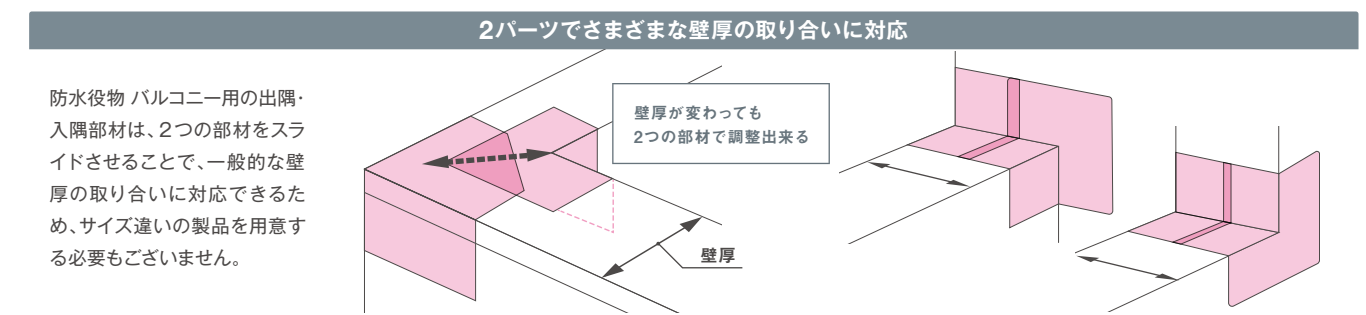 2パーツでさまざまな壁厚の取り合いに対応
防水役物 バルコニー用の出隅・
入隅部材は、2つの部材をスラ
イドさせることで、一般的な壁
厚の取り合いに対応できるた
め、サイズ違いの製品を用意す
る必要もございません。
壁厚が変わっても
2つの部材で調整出来る
壁厚